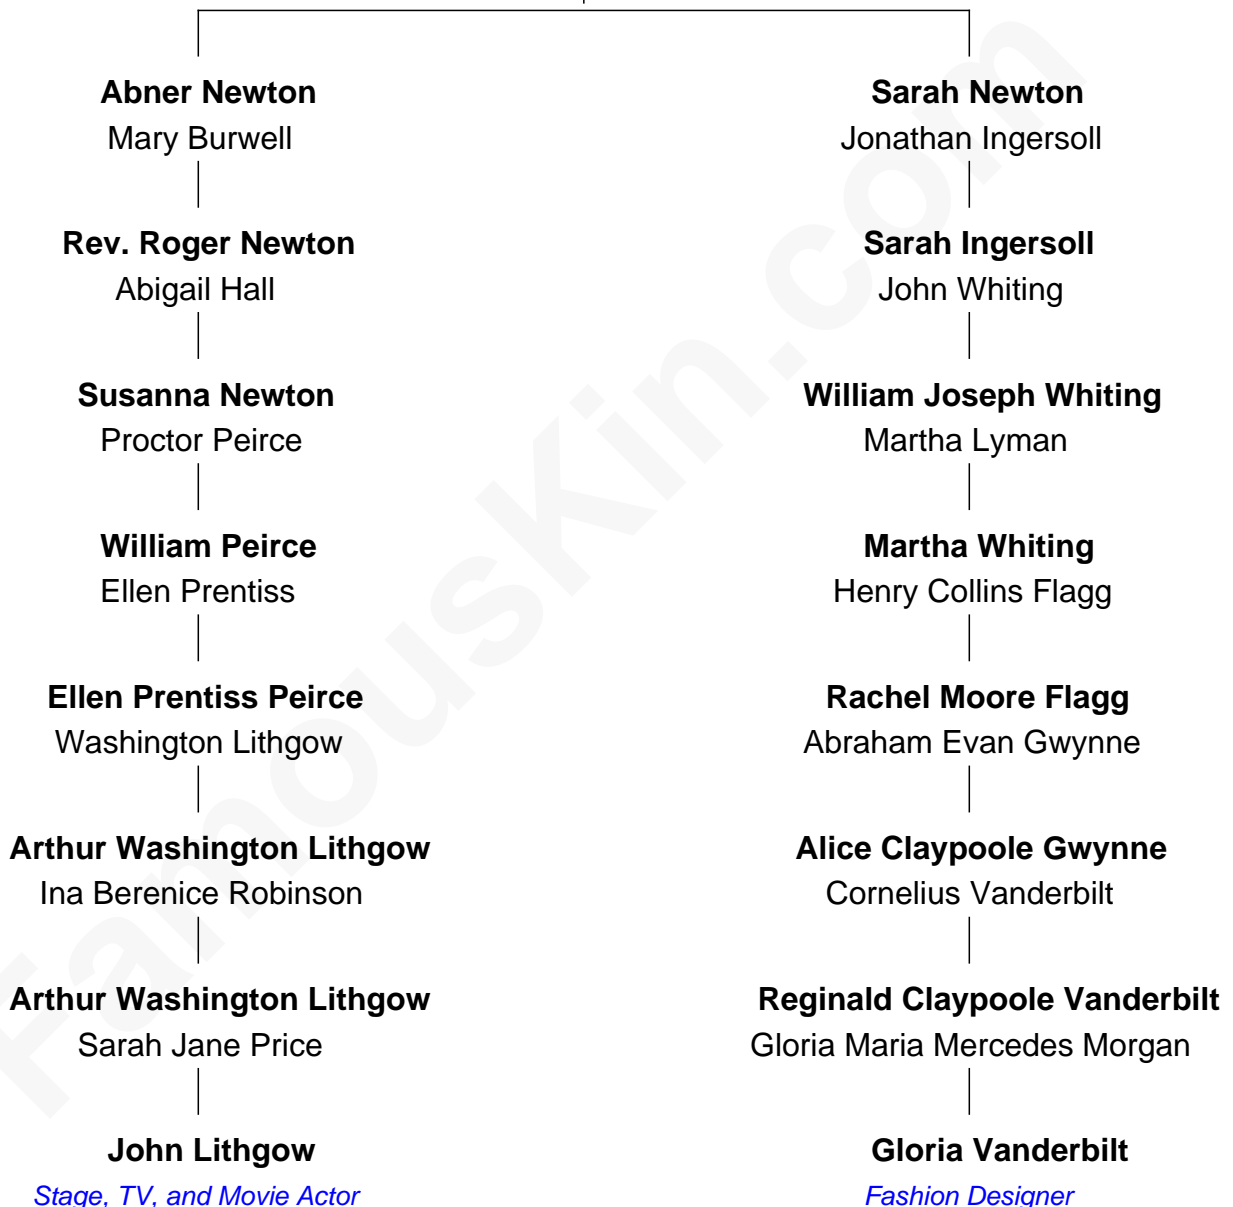 Abner Newton
Mary Burwell
Rev. Roger Newton
Abigail Hall
Susanna Newton
Proctor Peirce
William Peirce
Ellen Prentiss
Ellen Prentiss Peirce
Washington Lithgow
Arthur Washington Lithgow
Ina Berenice Robinson
Arthur Washington Lithgow
Sarah Jane Price
John Lithgow
Stage, TV, and Movie Actor
Sarah Newton
Jonathan Ingersoll
Sarah Ingersoll
John Whiting
William Joseph Whiting
Martha Lyman
Martha Whiting
Henry Collins Flagg
Rachel Moore Flagg
Abraham Evan Gwynne
Alice Claypoole Gwynne
Cornelius Vanderbilt
Reginald Claypoole Vanderbilt
Gloria Maria Mercedes Morgan
Gloria Vanderbilt
Fashion Designer
FamousKin.com